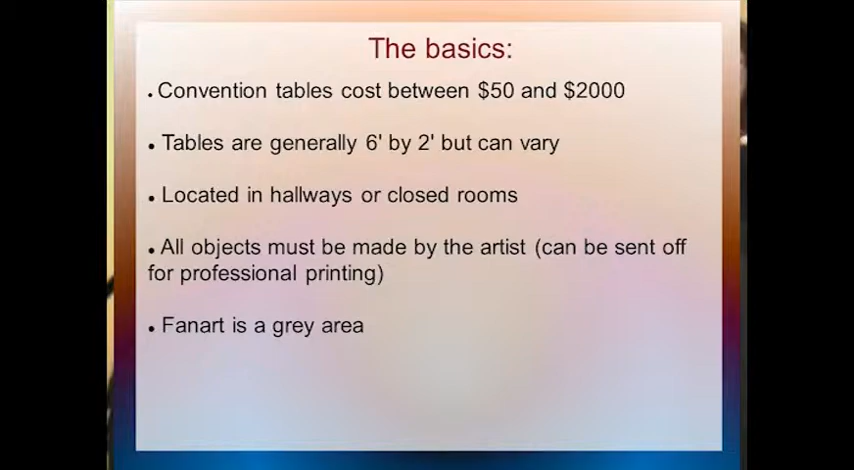 The basics:
• Convention tables cost between $50 and $2000
• Tables are generally 6' by 2' but can vary
• Located in hallways or closed rooms
• All objects must be made by the artist (can be sent off
for professional printing)
• Fanart is a grey area